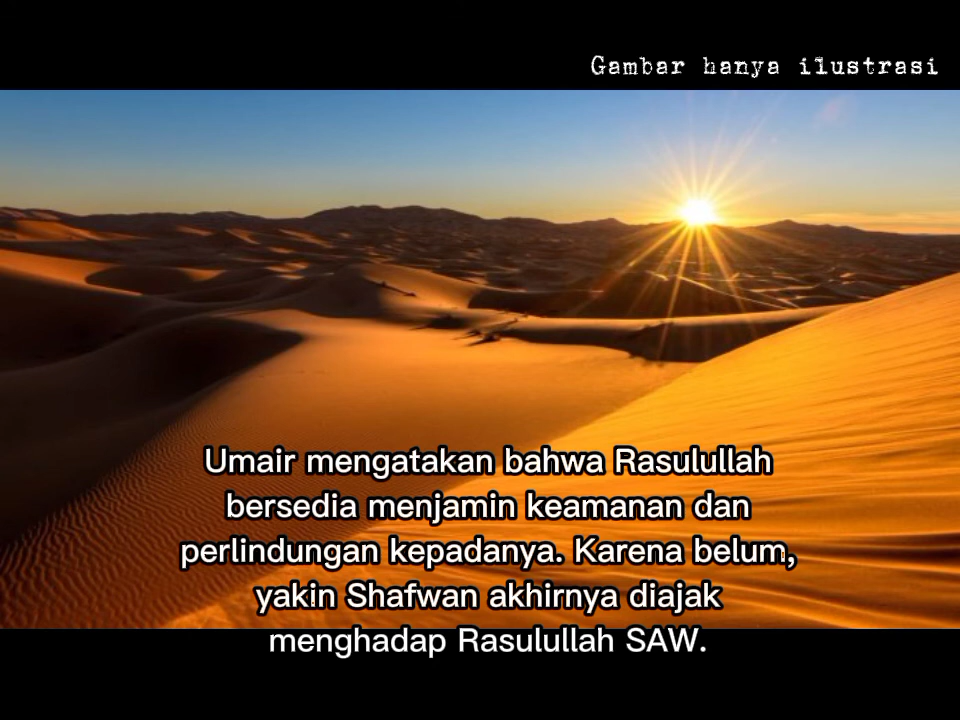 Gambar hanya ilustrasi
Umair mengatakan bahwa Rasulullah
bersedia menjamin keamanan dan
perlindungan kepadanya. Karena belum,
yakin Shafwan akhirnya diajak
menghadap Rasulullah SAW.